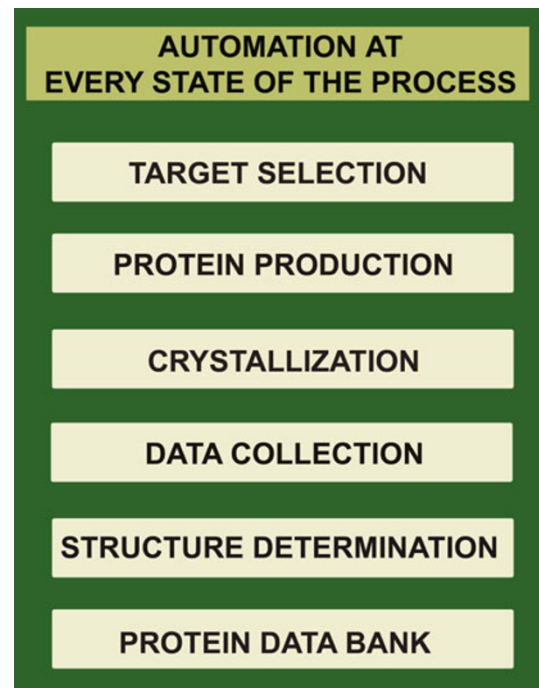 AUTOMATION AT
EVERY STATE OF THE PROCESS
TARGET SELECTION
PROTEIN PRODUCTION
CRYSTALLIZATION
DATA COLLECTION
STRUCTURE DETERMINATION
PROTEIN DATA BANK